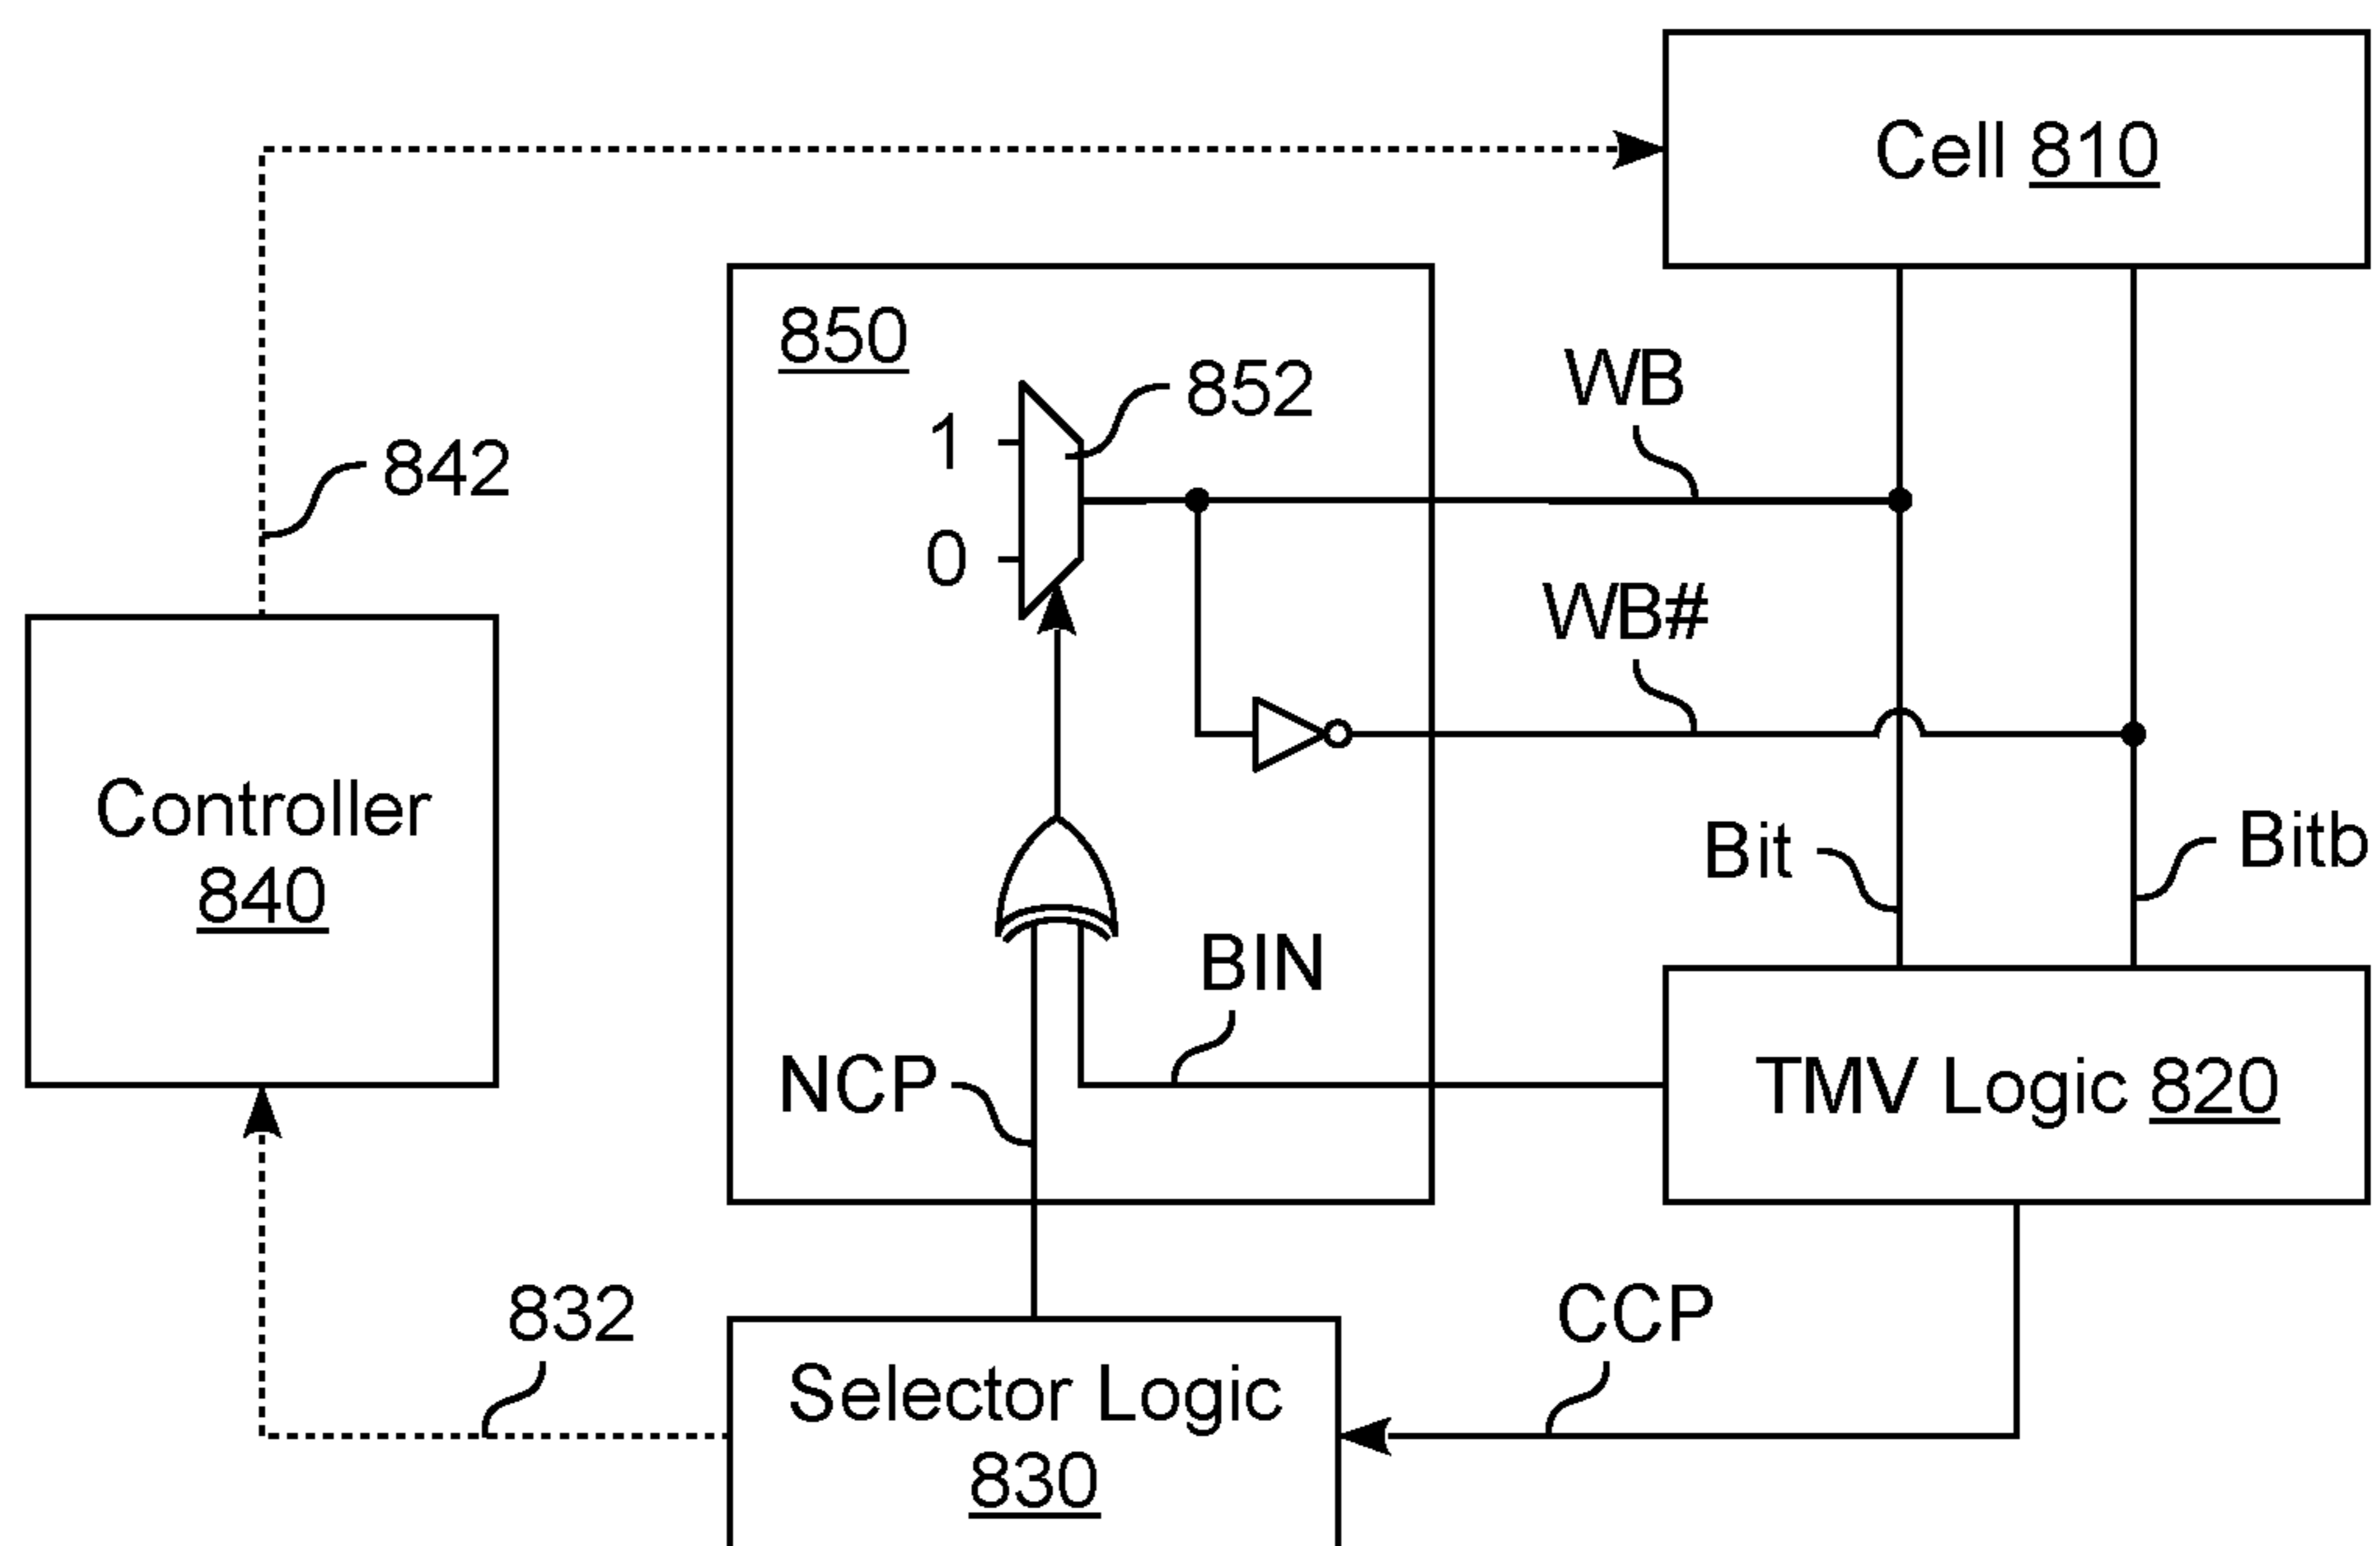 Cell 810
850
852
1
0
WB
842
WB#
Controller
840
Bit
Bitb
BIN
NCP
TMV Logic 820
832
CCP
Selector Logic
830